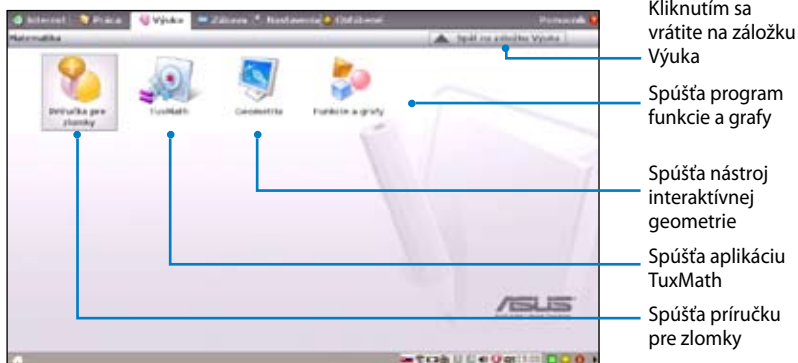 Internet Práca Výuka Zábava Nastavenia Obľúbené Pomocník
Matematika Späť na záložku Výuka
Príručka pre zlomky
TuxMath
Geometria
Funkcie a grafy
ASUS
Kliknutím sa
vrátite na záložku
Výuka
Spúšťa program
funkcie a grafy
Spúšťa nástroj
interaktívnej
geometrie
Spúšťa aplikáciu
TuxMath
Spúšťa príručku
pre zlomky